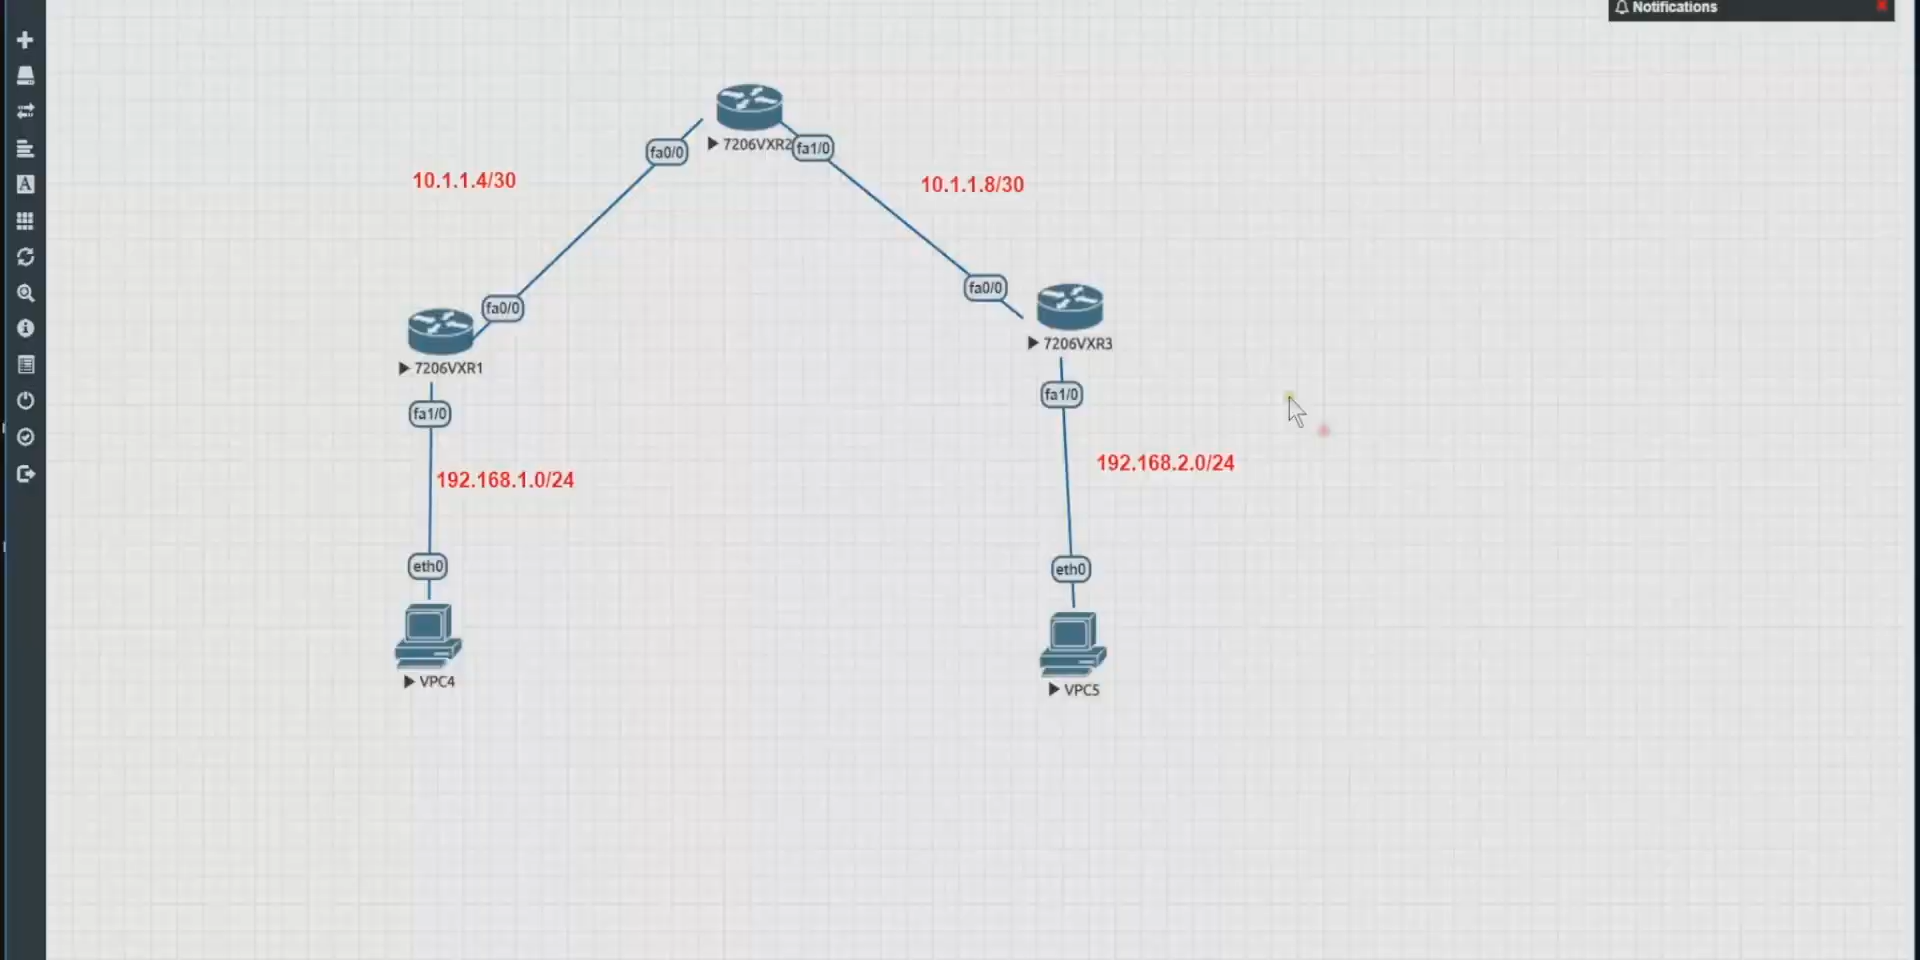 Notifications
7206VXR2
fa0/0
fa1/0
10.1.1.4/30
10.1.1.8/30
fa0/0
fa0/0
7206VXR1
7206VXR3
fa1/0
fa1/0
192.168.1.0/24
192.168.2.0/24
eth0
eth0
VPC4
VPC5